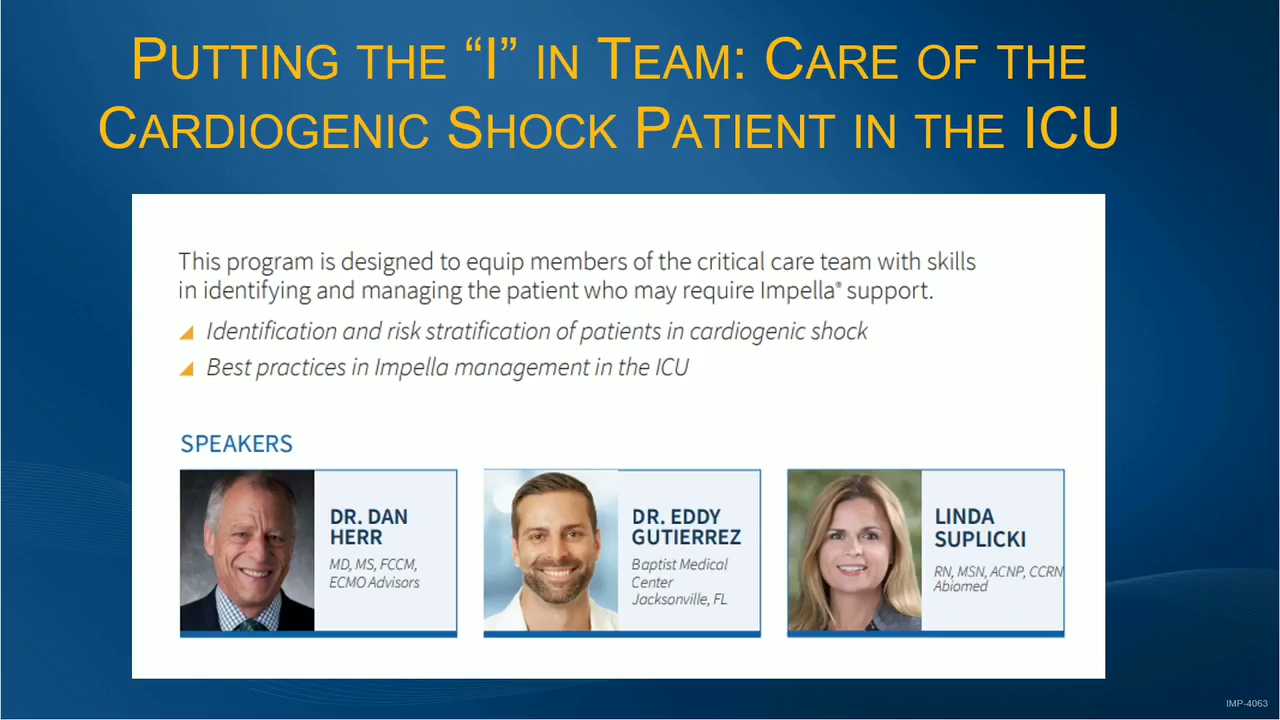 PUTTING THE “I” IN TEAM: CARE OF THE
CARDIOGENIC SHOCK PATIENT IN THE ICU
This program is designed to equip members of the critical care team with skills
in identifying and managing the patient who may require Impella® support.
Identification and risk stratification of patients in cardiogenic shock
Best practices in Impella management in the ICU
SPEAKERS
DR. DAN
HERR
MD, MS, FCCM,
ECMO Advisors
DR. EDDY
GUTIERREZ
Baptist Medical
Center
Jacksonville, FL
LINDA
SUPLICKI
RN, MSN, ACNP, CCRN
Abiomed
IMP-4063